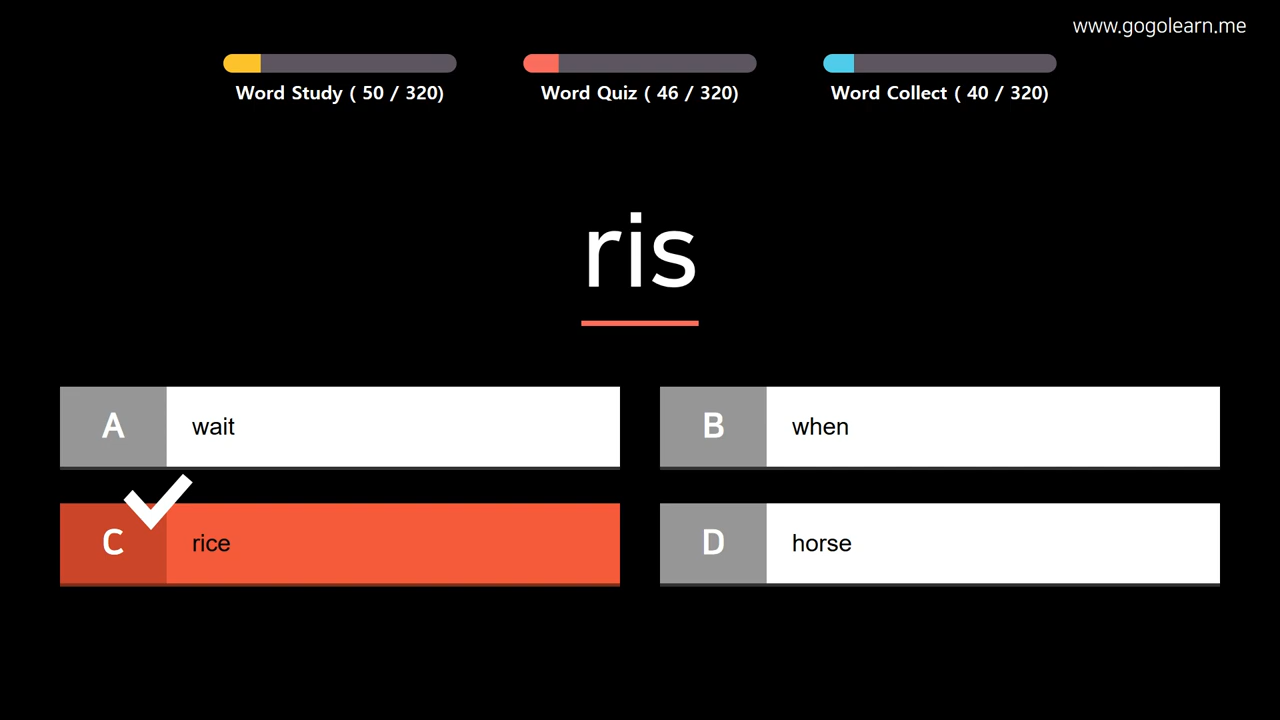 www.gogolearn.me
Word Study ( 50 / 320)
Word Quiz ( 46 / 320)
Word Collect ( 40 / 320)
ris
A wait
B when
C rice
D horse